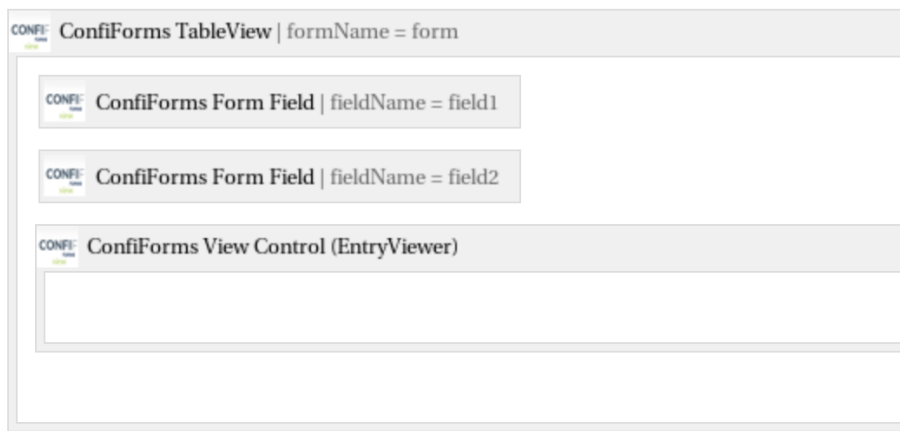 CONFI ConfiForms TableView | formName = form
CONFI ConfiForms Form Field | fieldName = field1
CONFI ConfiForms Form Field | fieldName = field2
CONFI ConfiForms View Control (EntryViewer)